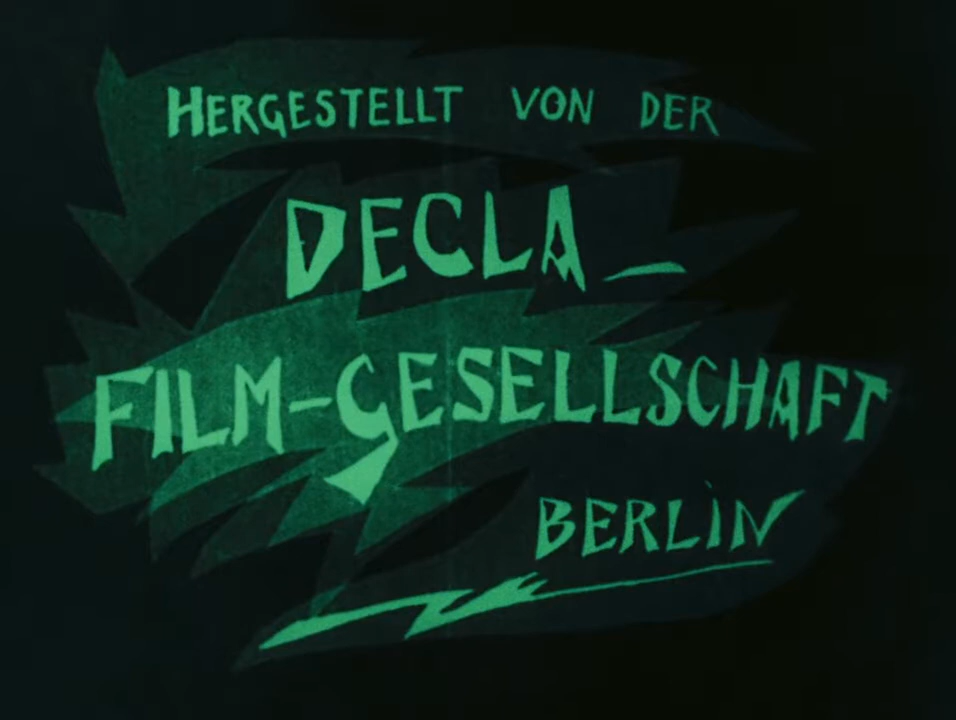 HERGESTELLT VON DER
DECLA-
FILM-GESELLSCHAFT
BERLIN